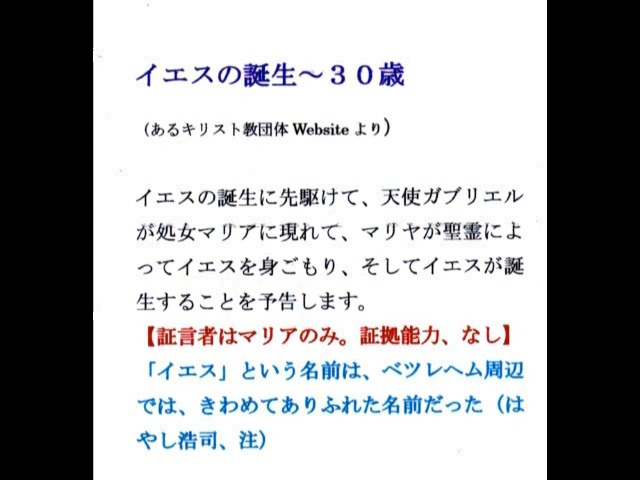 イエスの誕生～３０歳
（あるキリスト教団体 Website より）
イエスの誕生に先駆けて、天使ガブリエル
が処女マリアに現れて、マリヤが聖霊によ
ってイエスを身ごもり、そしてイエスが誕
生することを予告します。
【証言者はマリアのみ。証拠能力、なし】
「イエス」という名前は、ベツレヘム周辺
では、きわめてありふれた名前だった（は
やし浩司、注）